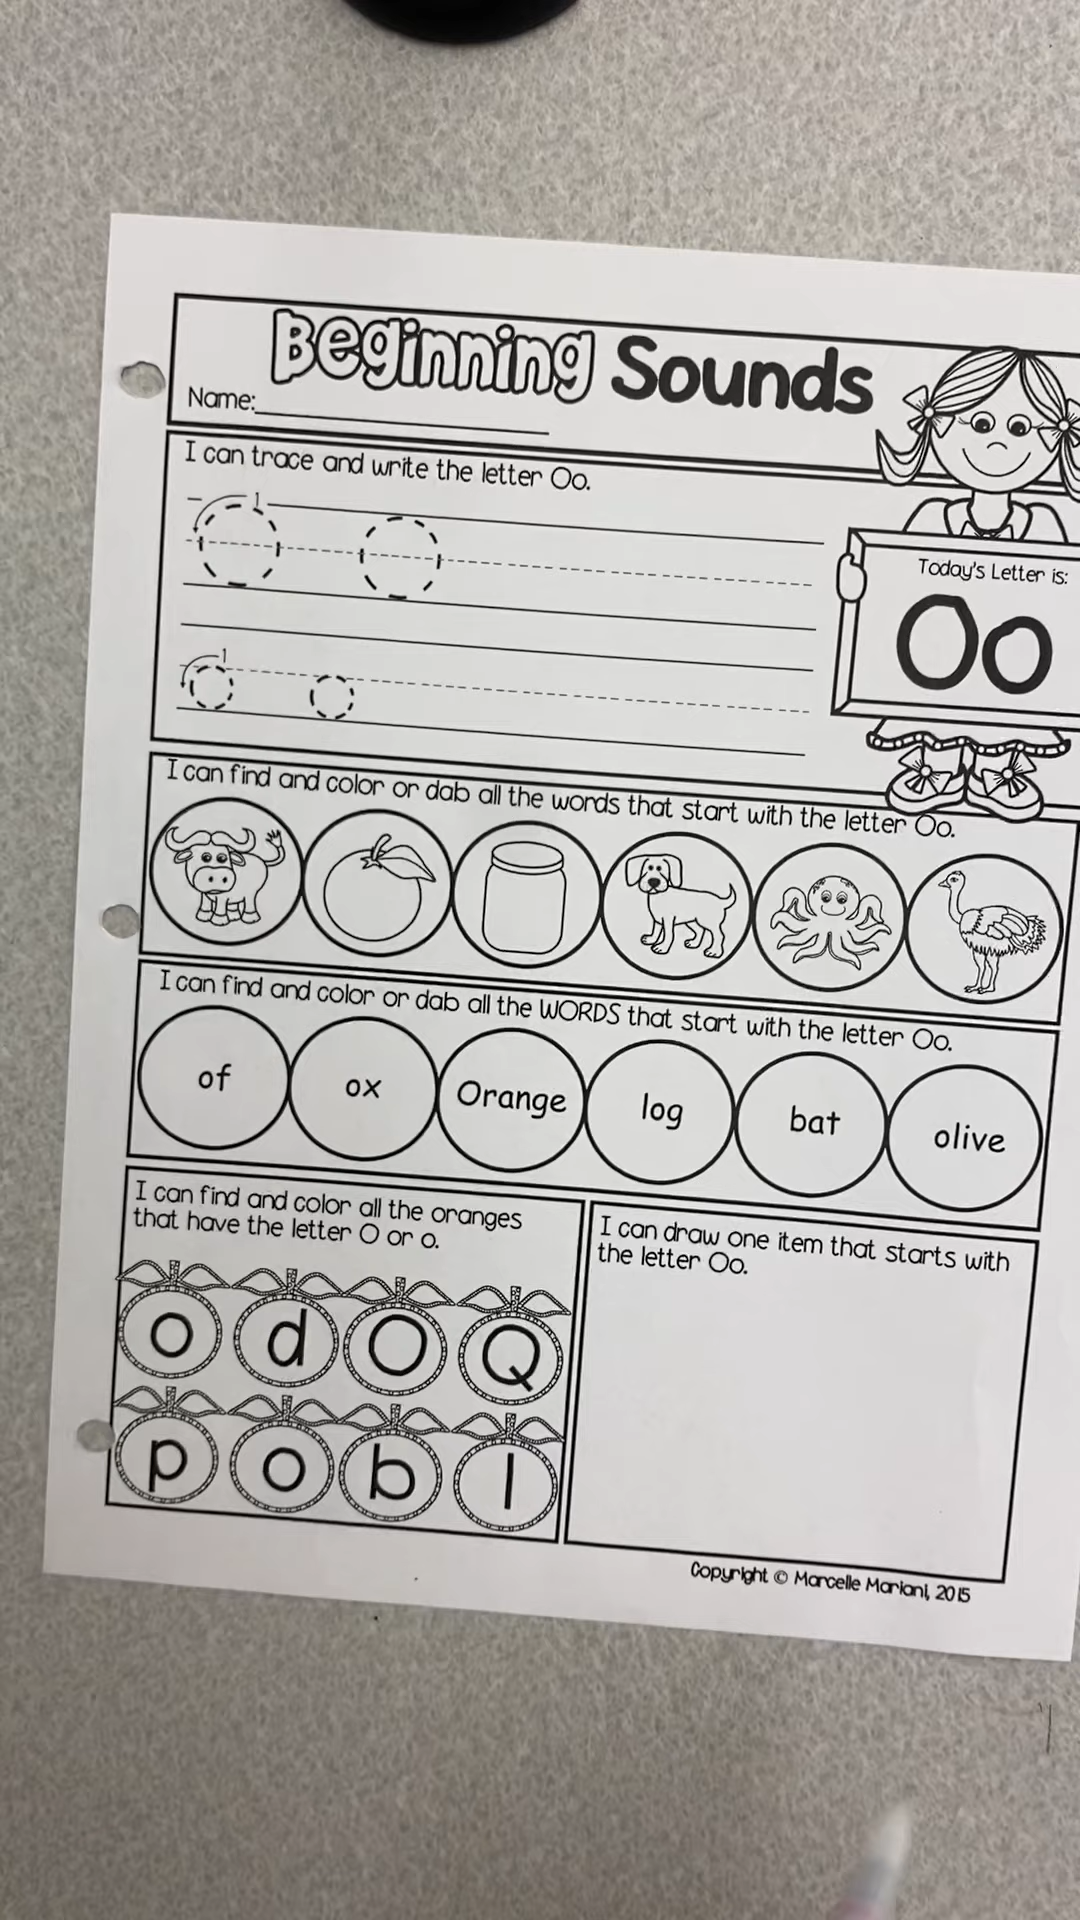 Beginning Sounds
Name:
I can trace and write the letter Oo.
1
O O
Today's Letter is:
Oo
1
o o
I can find and color or dab all the words that start with the letter Oo.
I can find and color or dab all the WORDS that start with the letter Oo.
of ox Orange log bat olive
I can find and color all the oranges
that have the letter O or o.
o d O Q
p o b l
I can draw one item that starts with
the letter Oo.
Copyright © Marcelle Mariani, 2015